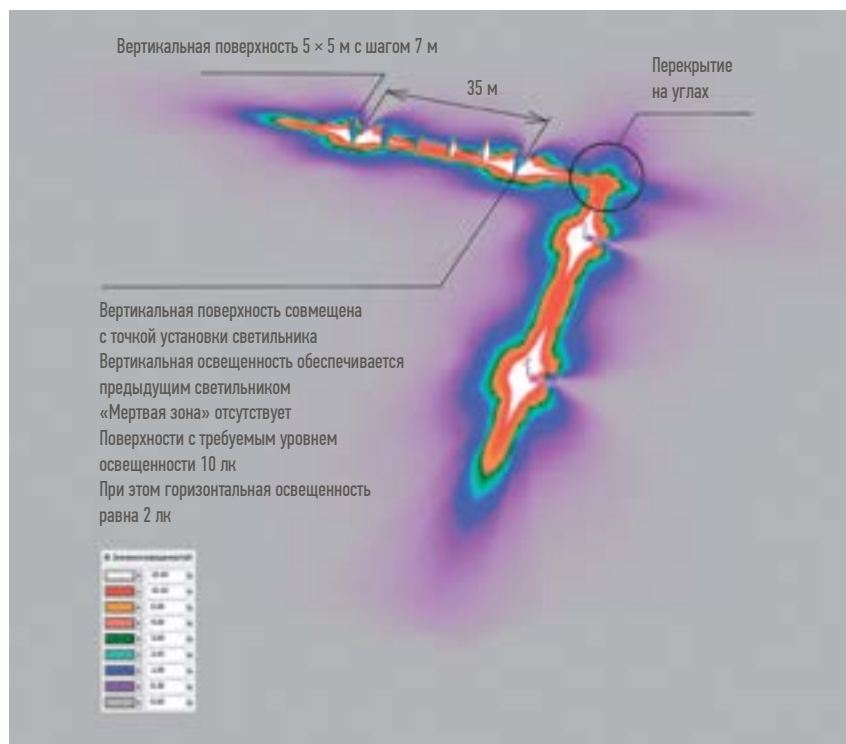 Вертикальная поверхность 5 × 5 м с шагом 7 м
35 м
Перекрытие
на углах
Вертикальная поверхность совмещена
с точкой установки светильника
Вертикальная освещенность обеспечивается
предыдущим светильником
«Мертвая зона» отсутствует
Поверхности с требуемым уровнем
освещенности 10 лк
При этом горизонтальная освещенность
равна 2 лк